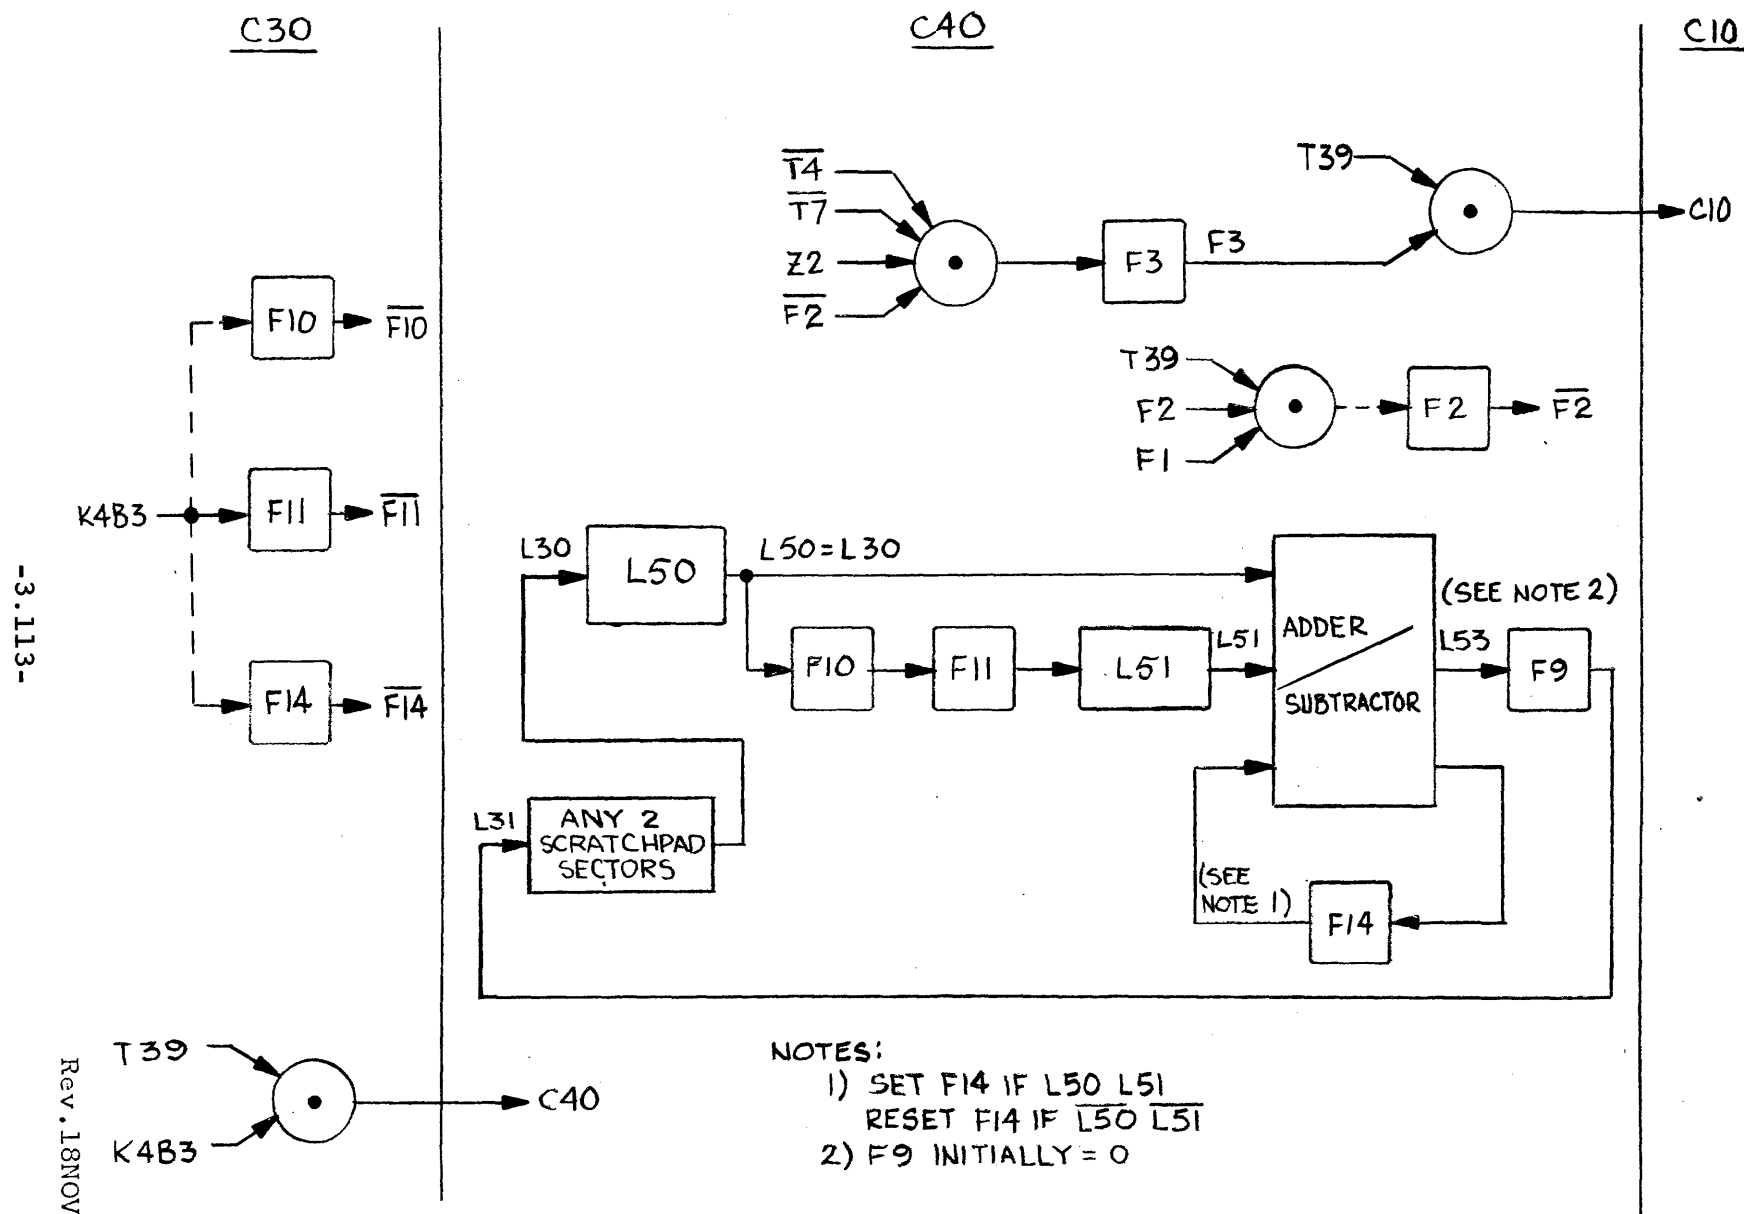 C30
C40
C10
T4
T7
Z2
F2
F3
F3
T39
C10
T39
F2
F1
F2
F2
F10
F10
K4B3
F11
F11
F14
F14
L30
L50
L50=L30
F10
F11
L51
L51
ADDER
SUBTRACTOR
(SEE NOTE 2)
L53
F9
L31
ANY 2
SCRATCHPAD
SECTORS
(SEE
NOTE 1)
F14
T39
K4B3
C40
NOTES:
1) SET F14 IF L50 L51
RESET F14 IF L50 L51
2) F9 INITIALLY = 0
-3.113-
Rev.18NOV